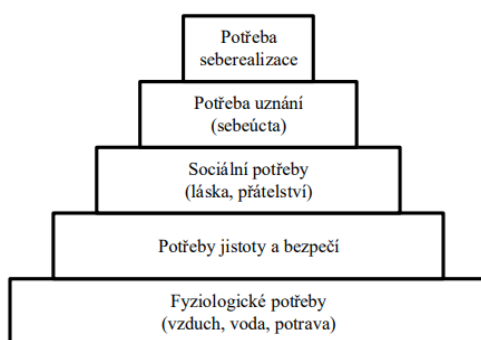 Potřeba
seberealizace
Potřeba uznání
(sebeúcta)
Sociální potřeby
(láska, přátelství)
Potřeby jistoty a bezpečí
Fyziologické potřeby
(vzduch, voda, potrava)